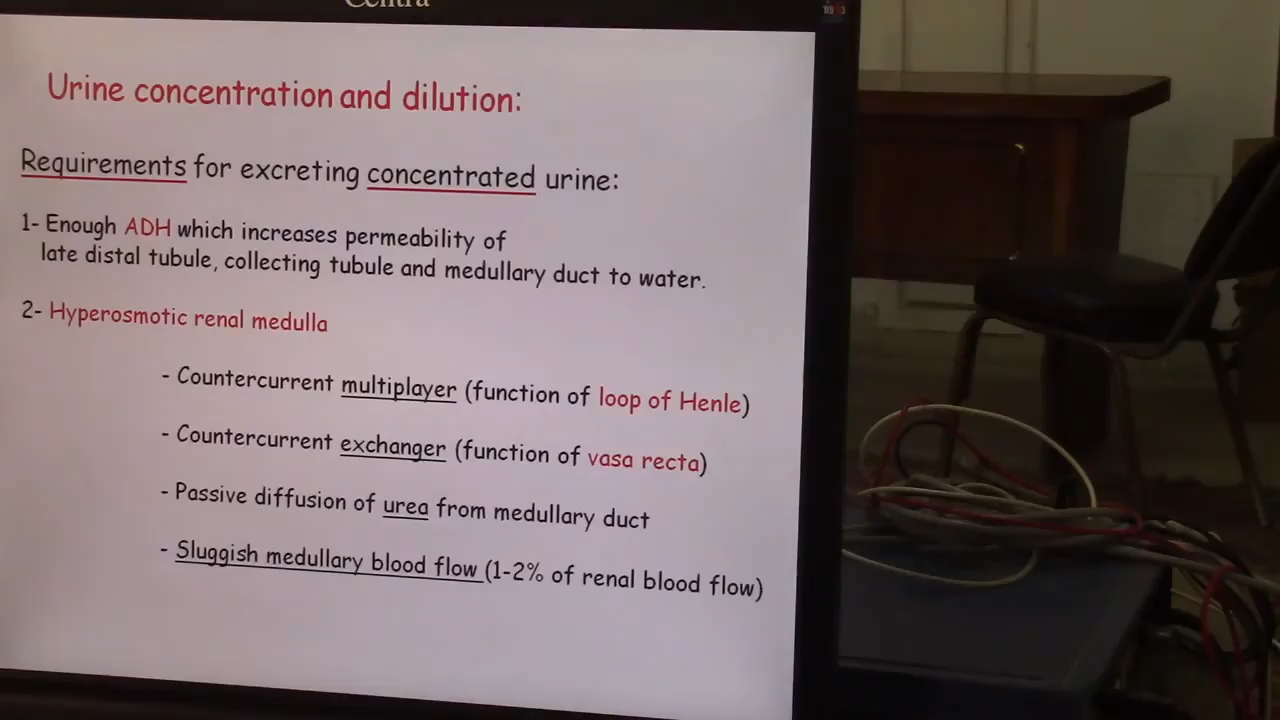 Urine concentration and dilution:
Requirements for excreting concentrated urine:
1- Enough ADH which increases permeability of
late distal tubule, collecting tubule and medullary duct to water.
2- Hyperosmotic renal medulla
- Countercurrent multiplayer (function of loop of Henle)
- Countercurrent exchanger (function of vasa recta)
- Passive diffusion of urea from medullary duct
- Sluggish medullary blood flow (1-2% of renal blood flow)